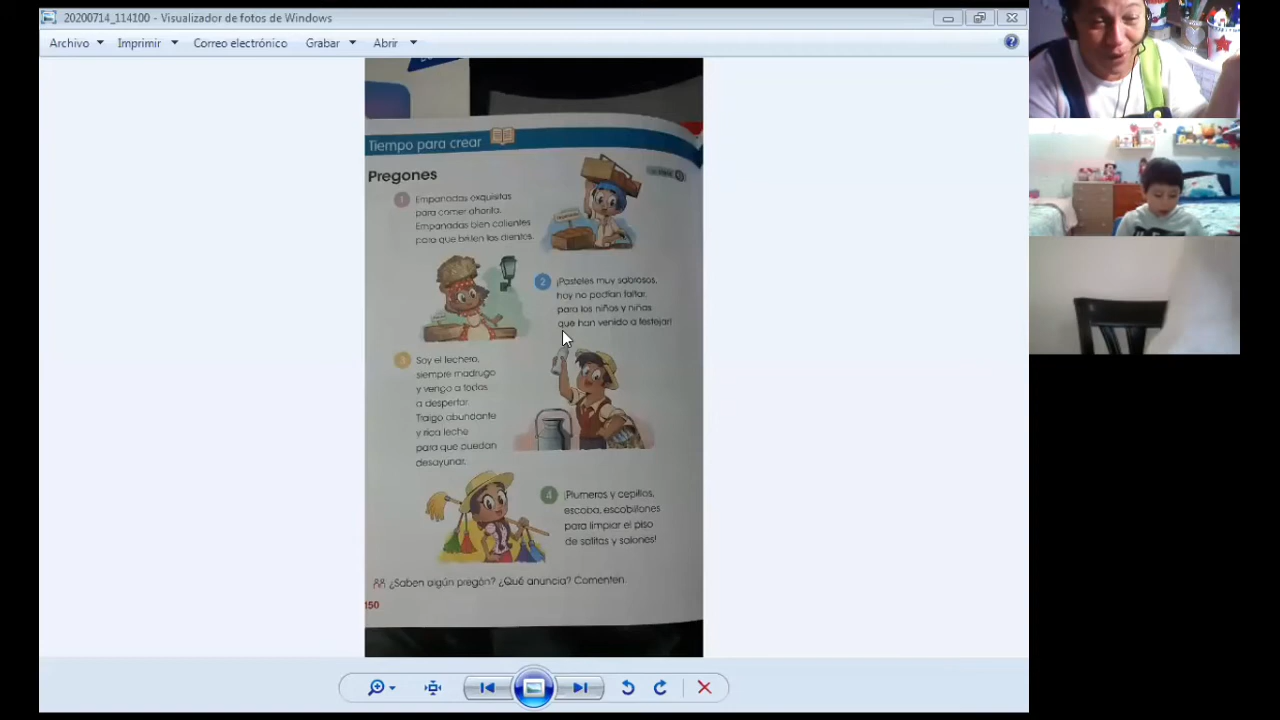 20200714_114100 - Visualizador de fotos de Windows
Archivo Imprimir Correo electrónico Grabar Abrir
Tiempo para crear
Pregones
1 Empanadas exquisitas
para comer ahorita.
Empanadas bien calientes
para que brillen los dientes.
2 ¡Pasteles muy sabrosos,
hoy no podían faltar,
para los niños y niñas
que han venido a festejar!
3 Soy el lechero,
siempre madrugo
y vengo a todos
a despertar.
Traigo abundante
y rica leche
para que puedan
desayunar.
4 ¡Plumeros y cepillos,
escoba, escobillones
para limpiar el piso
de salitas y salones!
¿Saben algún pregón? ¿Qué anuncia? Comenten.
150